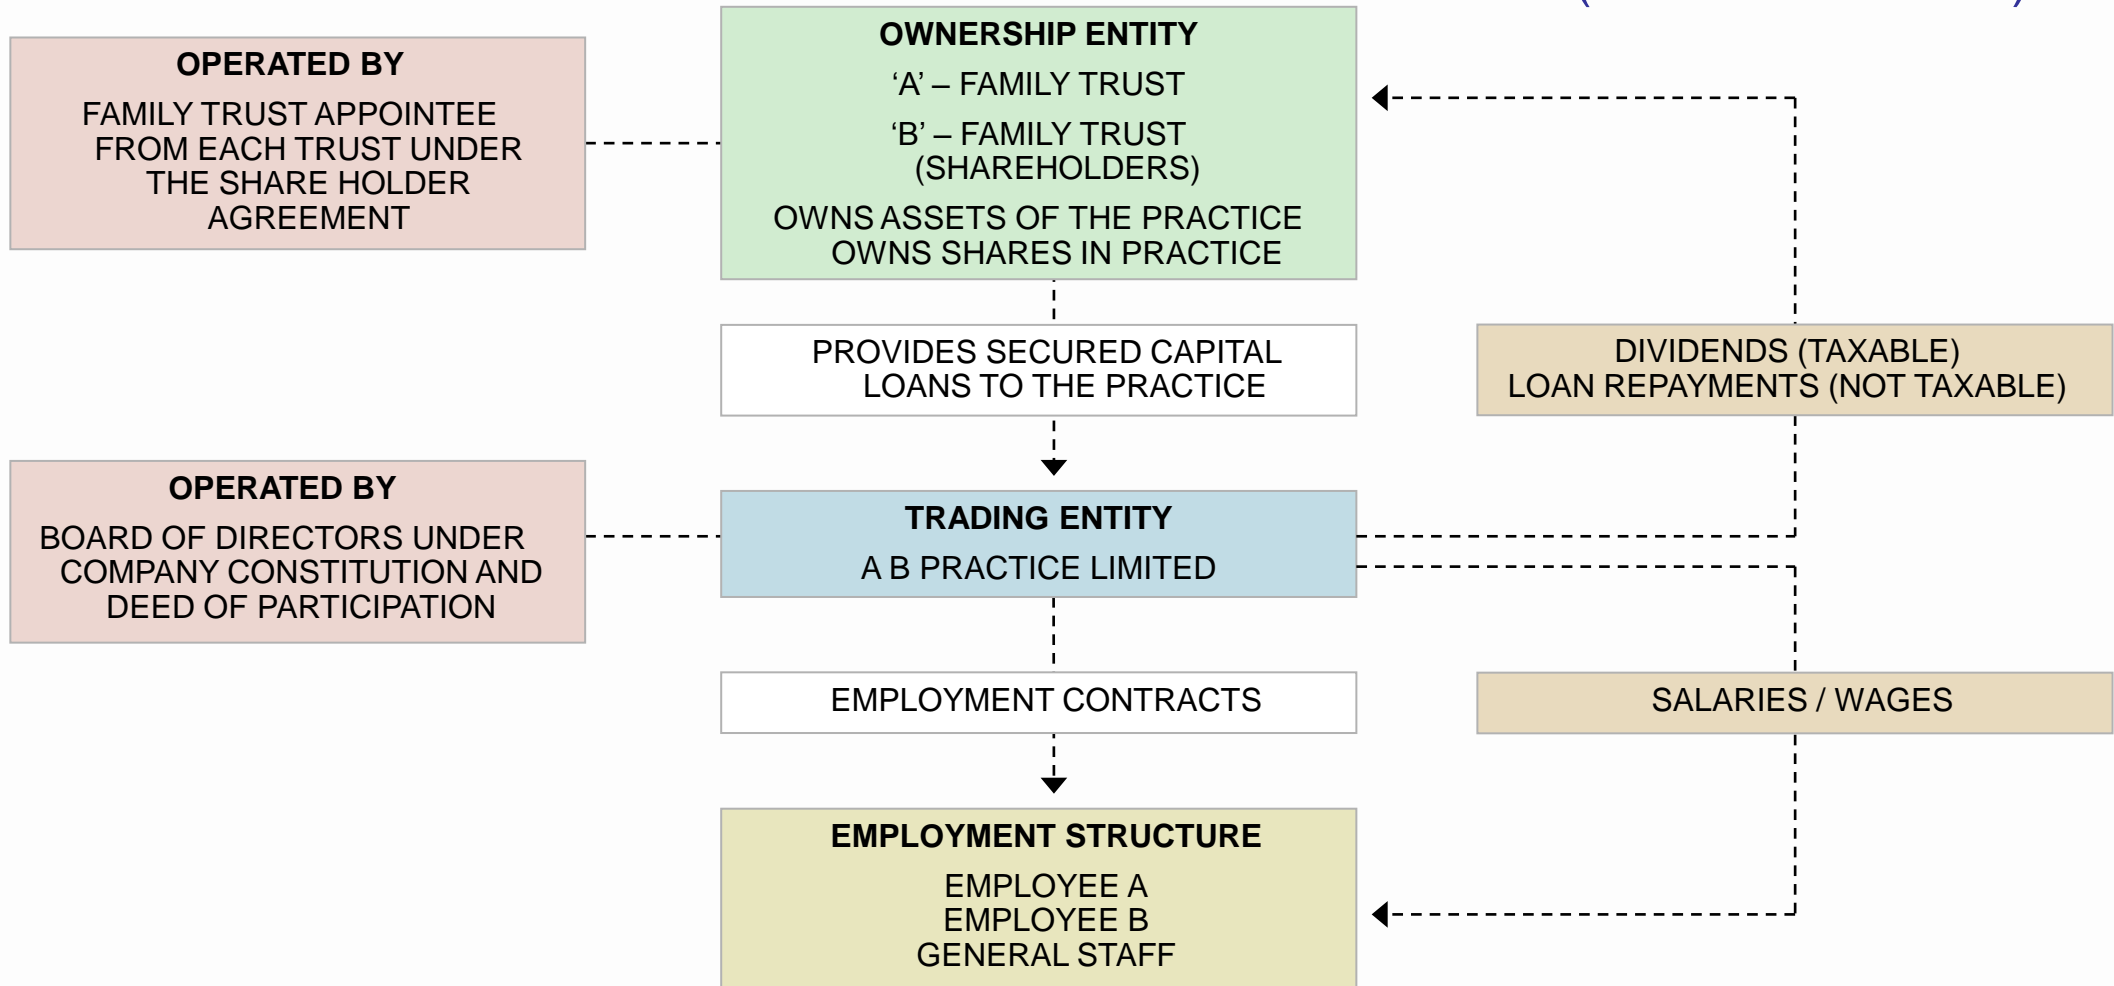 OPERATED BY
FAMILY TRUST APPOINTEE
FROM EACH TRUST UNDER
THE SHARE HOLDER
AGREEMENT
OWNERSHIP ENTITY
‘A’ – FAMILY TRUST
‘B’ – FAMILY TRUST
(SHAREHOLDERS)
OWNS ASSETS OF THE PRACTICE
OWNS SHARES IN PRACTICE
PROVIDES SECURED CAPITAL
LOANS TO THE PRACTICE
DIVIDENDS (TAXABLE)
LOAN REPAYMENTS (NOT TAXABLE)
OPERATED BY
BOARD OF DIRECTORS UNDER
COMPANY CONSTITUTION AND
DEED OF PARTICIPATION
TRADING ENTITY
A B PRACTICE LIMITED
EMPLOYMENT CONTRACTS
SALARIES / WAGES
EMPLOYMENT STRUCTURE
EMPLOYEE A
EMPLOYEE B
GENERAL STAFF